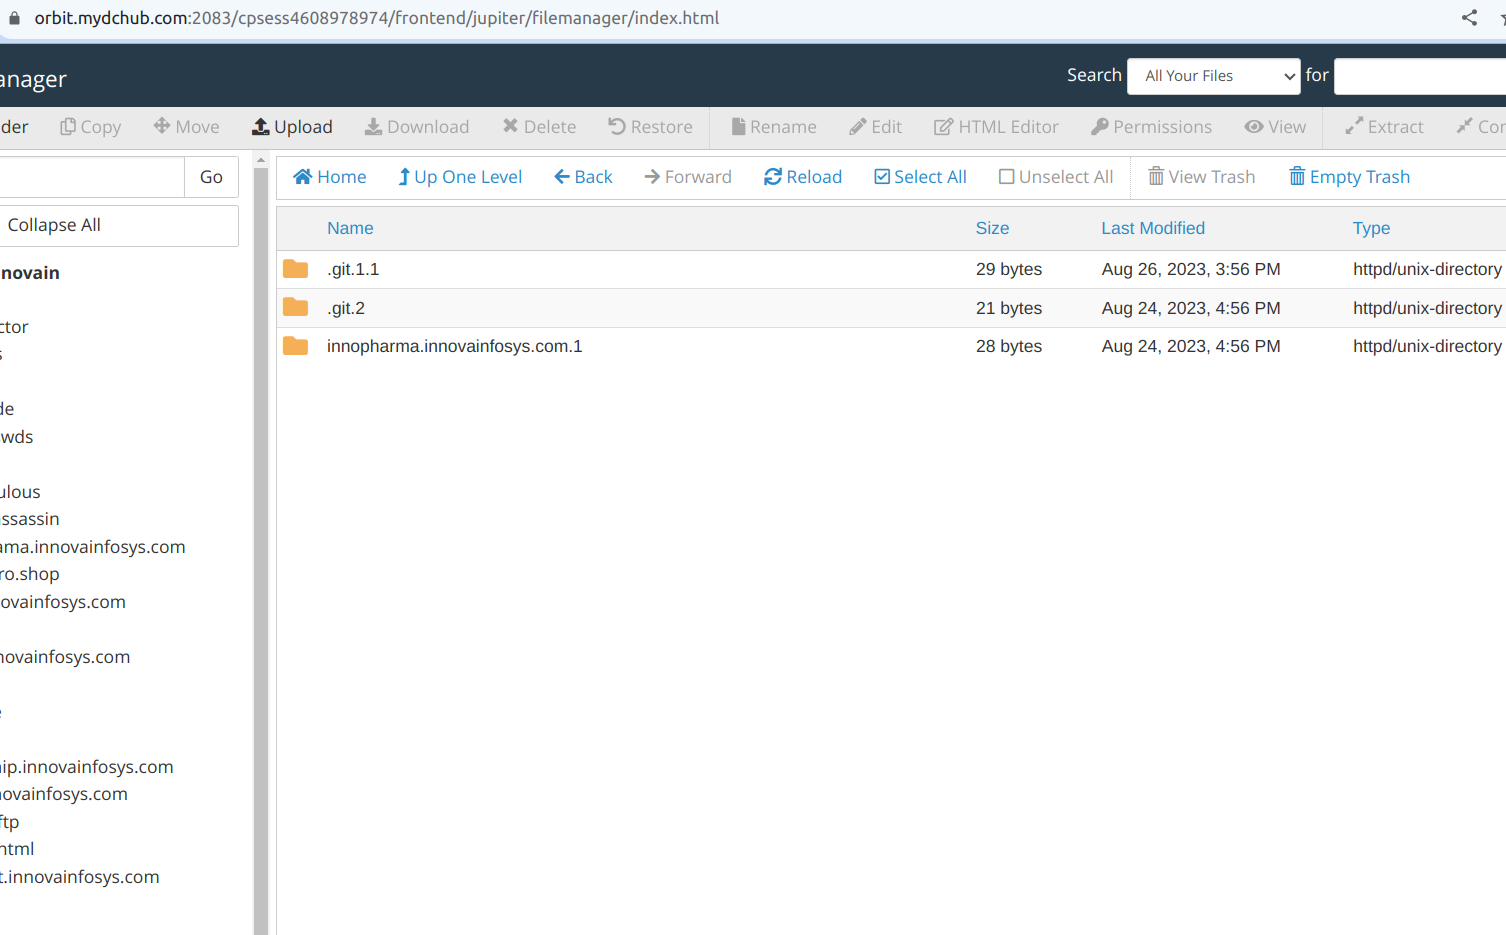 orbit.mydchub.com:2083/cpsess4608978974/frontend/jupiter/filemanager/index.html
anager
Search All Your Files for
der Copy Move Upload Download Delete Restore Rename Edit HTML Editor Permissions View Extract Cor
Go
Home Up One Level Back Forward Reload Select All Unselect All View Trash Empty Trash
Collapse All
Name Size Last Modified Type
.git.1.1 29 bytes Aug 26, 2023, 3:56 PM httpd/unix-directory
.git.2 21 bytes Aug 24, 2023, 4:56 PM httpd/unix-directory
innopharma.innovainfosys.com.1 28 bytes Aug 24, 2023, 4:56 PM httpd/unix-directory
nnovain
ctor
s
de
wds
ulous
assassin
ama.innovainfosys.com
ro.shop
ovainfosys.com
novainfosys.com
e
ip.innovainfosys.com
novainfosys.com
ftp
html
t.innovainfosys.com